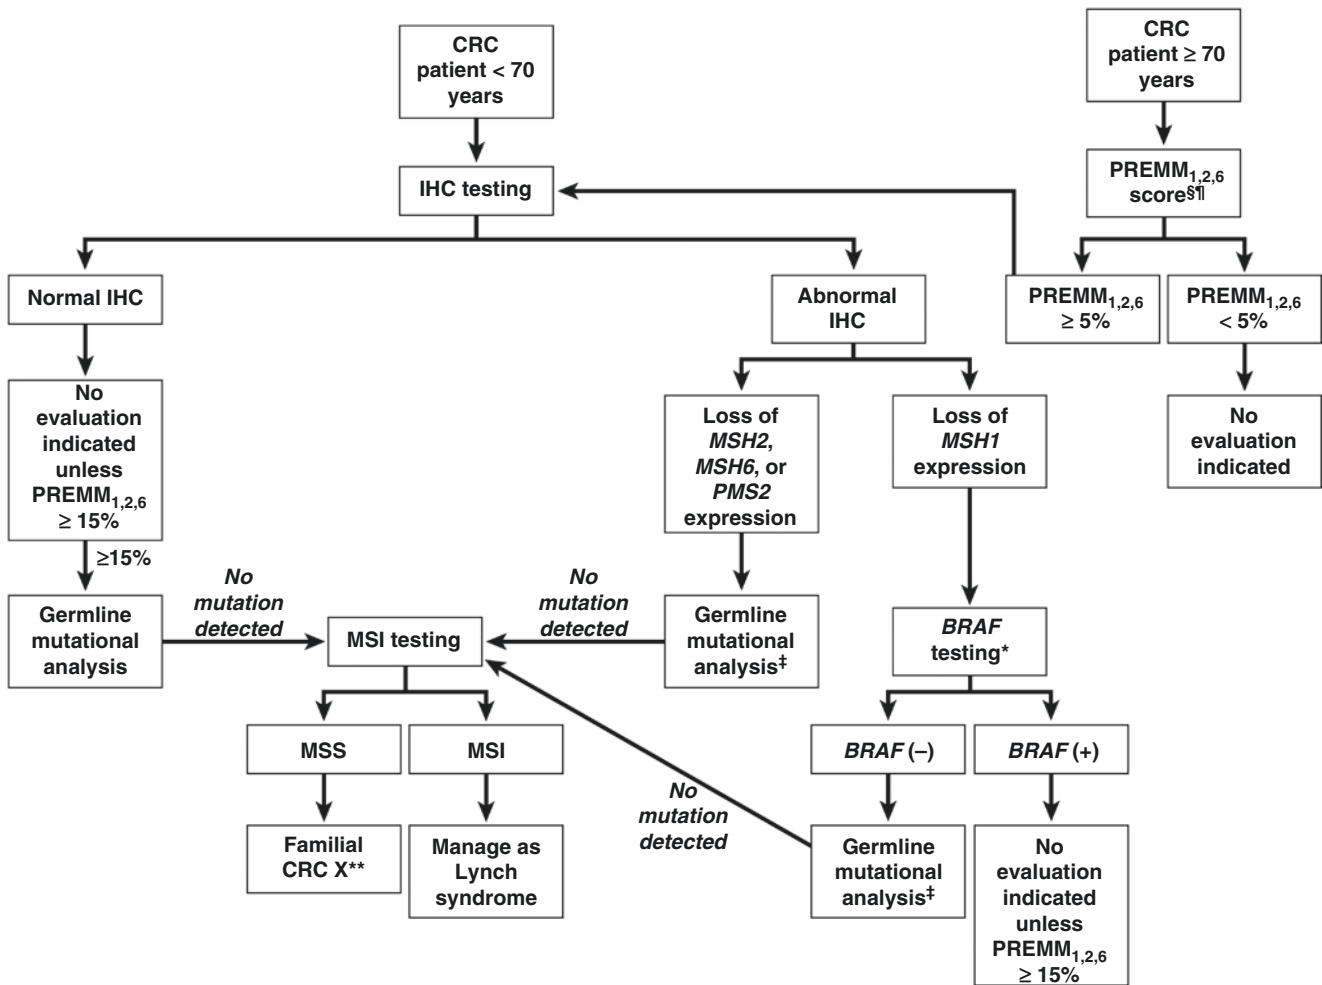 CRC
patient < 70
years
CRC
patient ≥ 70
years
IHC testing
PREMM1,2,6
score§¶
Normal IHC
Abnormal
IHC
PREMM1,2,6
≥ 5%
PREMM1,2,6
< 5%
No
evaluation
indicated
unless
PREMM1,2,6
≥ 15%
Loss of
MSH2,
MSH6, or
PMS2
expression
Loss of
MSH1
expression
No
evaluation
indicated
≥15%
Germline
mutational
analysis
No
mutation
detected
MSI testing
No
mutation
detected
Germline
mutational
analysis‡
BRAF
testing*
MSS
MSI
BRAF (–)
BRAF (+)
Familial
CRC X**
Manage as
Lynch
syndrome
No
mutation
detected
Germline
mutational
analysis‡
No
evaluation
indicated
unless
PREMM1,2,6
≥ 15%